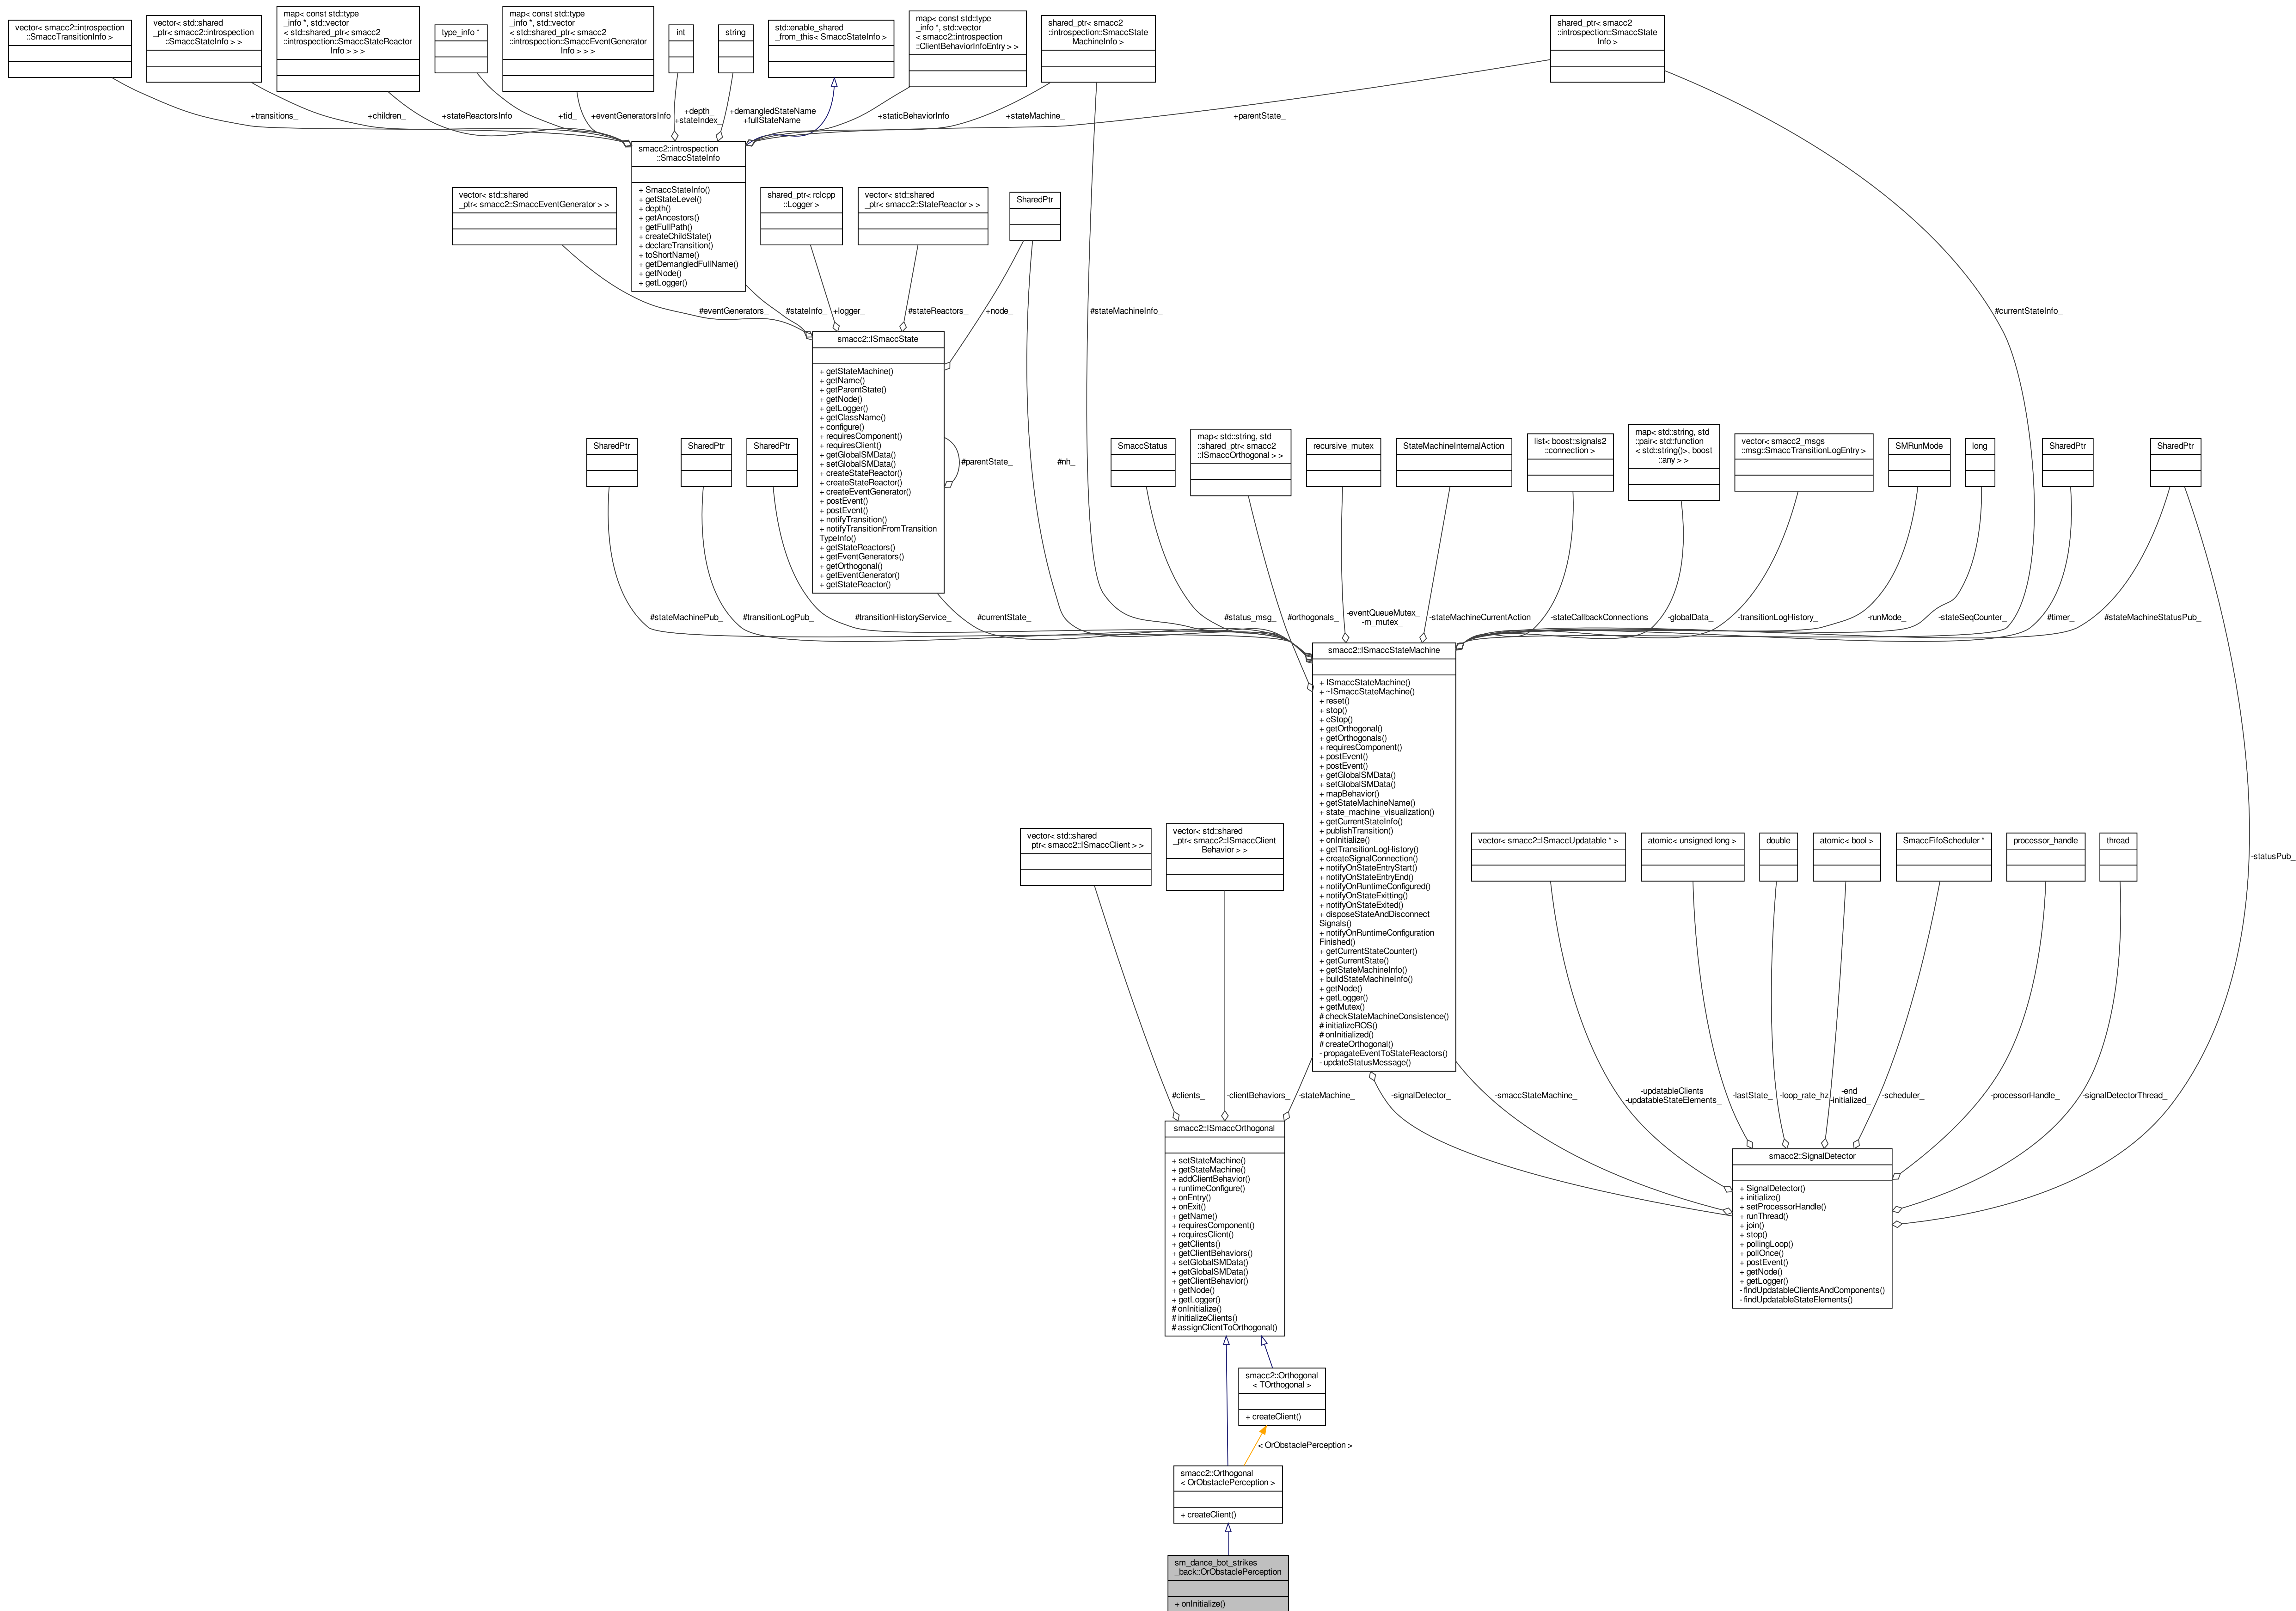 vector< smacc2::introspection
::SmaccTransitionInfo >
vector< std::shared
_ptr< smacc2::introspection
::SmaccStateInfo > >
map< const std::type
_info *, std::vector
< std::shared_ptr< smacc2
::introspection::SmaccStateReactor
Info > > >
type_info *
map< const std::type
_info *, std::vector
< std::shared_ptr< smacc2
::introspection::SmaccEventGenerator
Info > > >
int
string
std::enable_shared
_from_this< SmaccStateInfo >
map< const std::type
_info *, std::vector
< smacc2::introspection
::ClientBehaviorInfoEntry > >
shared_ptr< smacc2
::introspection::SmaccState
MachineInfo >
shared_ptr< smacc2
::introspection::SmaccState
Info >
+transitions_
+children_
+stateReactorsInfo
+tid_
+eventGeneratorsInfo
+depth_
+stateIndex_
+demangledStateName
+fullStateName
+staticBehaviorInfo
+stateMachine_
+parentState_
smacc2::introspection
::SmaccStateInfo
+ SmaccStateInfo()
+ getStateLevel()
+ depth()
+ getAncestors()
+ getFullPath()
+ createChildState()
+ declareTransition()
+ toShortName()
+ getDemangledFullName()
+ getNode()
+ getLogger()
vector< std::shared
_ptr< smacc2::SmaccEventGenerator > >
shared_ptr< rclcpp
::Logger >
vector< std::shared
_ptr< smacc2::StateReactor > >
SharedPtr
#eventGenerators_
#stateInfo_
+logger_
#stateReactors_
+node_
#stateMachineInfo_
#currentStateInfo_
smacc2::ISmaccState
+ getStateMachine()
+ getName()
+ getParentState()
+ getNode()
+ getLogger()
+ getClassName()
+ configure()
+ requiresComponent()
+ requiresClient()
+ getGlobalSMData()
+ setGlobalSMData()
+ createStateReactor()
+ createStateReactor()
+ createEventGenerator()
+ postEvent()
+ postEvent()
+ notifyTransition()
+ notifyTransitionFromTransition
TypeInfo()
+ getStateReactors()
+ getEventGenerators()
+ getOrthogonal()
+ getEventGenerator()
+ getStateReactor()
#parentState_
#nh_
SharedPtr
SharedPtr
SharedPtr
SmaccStatus
map< std::string, std
::shared_ptr< smacc2
::ISmaccOrthogonal > >
recursive_mutex
StateMachineInternalAction
list< boost::signals2
::connection >
map< std::string, std
::pair< std::function
< std::string()>, boost
::any > >
vector< smacc2_msgs
::msg::SmaccTransitionLogEntry >
SMRunMode
long
SharedPtr
SharedPtr
#stateMachinePub_
#transitionLogPub_
#transitionHistoryService_
#currentState_
#status_msg_
#orthogonals_
-eventQueueMutex_
-m_mutex_
-stateMachineCurrentAction
-stateCallbackConnections
-globalData_
-transitionLogHistory_
-runMode_
-stateSeqCounter_
#timer_
#stateMachineStatusPub_
smacc2::ISmaccStateMachine
+ ISmaccStateMachine()
+ ~ISmaccStateMachine()
+ reset()
+ stop()
+ eStop()
+ getOrthogonal()
+ getOrthogonals()
+ requiresComponent()
+ postEvent()
+ postEvent()
+ getGlobalSMData()
+ setGlobalSMData()
+ mapBehavior()
+ getStateMachineName()
+ state_machine_visualization()
+ getCurrentStateInfo()
+ publishTransition()
+ onInitialize()
+ getTransitionLogHistory()
+ createSignalConnection()
+ notifyOnStateEntryStart()
+ notifyOnStateEntryEnd()
+ notifyOnRuntimeConfigured()
+ notifyOnStateExitting()
+ notifyOnStateExited()
+ disposeStateAndDisconnect
Signals()
+ notifyOnRuntimeConfiguration
Finished()
+ getCurrentStateCounter()
+ getCurrentState()
+ getStateMachineInfo()
+ buildStateMachineInfo()
+ getNode()
+ getLogger()
+ getMutex()
# checkStateMachineConsistence()
# initializeROS()
# onInitialized()
# createOrthogonal()
- propagateEventToStateReactors()
- updateStatusMessage()
vector< std::shared
_ptr< smacc2::ISmaccClient > >
vector< std::shared
_ptr< smacc2::ISmaccClient
Behavior > >
vector< smacc2::ISmaccUpdatable * >
atomic< unsigned long >
double
atomic< bool >
SmaccFifoScheduler *
processor_handle
thread
-statusPub_
#clients_
-clientBehaviors_
-stateMachine_
-signalDetector_
-smaccStateMachine_
-updatableClients_
-updatableStateElements_
-lastState_
-loop_rate_hz
-end_
-initialized_
-scheduler_
-processorHandle_
-signalDetectorThread_
smacc2::ISmaccOrthogonal
+ setStateMachine()
+ getStateMachine()
+ addClientBehavior()
+ runtimeConfigure()
+ onEntry()
+ onExit()
+ getName()
+ requiresComponent()
+ requiresClient()
+ getClients()
+ getClientBehaviors()
+ setGlobalSMData()
+ getGlobalSMData()
+ getClientBehavior()
+ getNode()
+ getLogger()
# onInitialize()
# initializeClients()
# assignClientToOrthogonal()
smacc2::SignalDetector
+ SignalDetector()
+ initialize()
+ setProcessorHandle()
+ runThread()
+ join()
+ stop()
+ pollingLoop()
+ pollOnce()
+ postEvent()
+ getNode()
+ getLogger()
- findUpdatableClientsAndComponents()
- findUpdatableStateElements()
smacc2::Orthogonal
< TOrthogonal >
+ createClient()
< OrObstaclePerception >
smacc2::Orthogonal
< OrObstaclePerception >
+ createClient()
sm_dance_bot_strikes
_back::OrObstaclePerception
+ onInitialize()